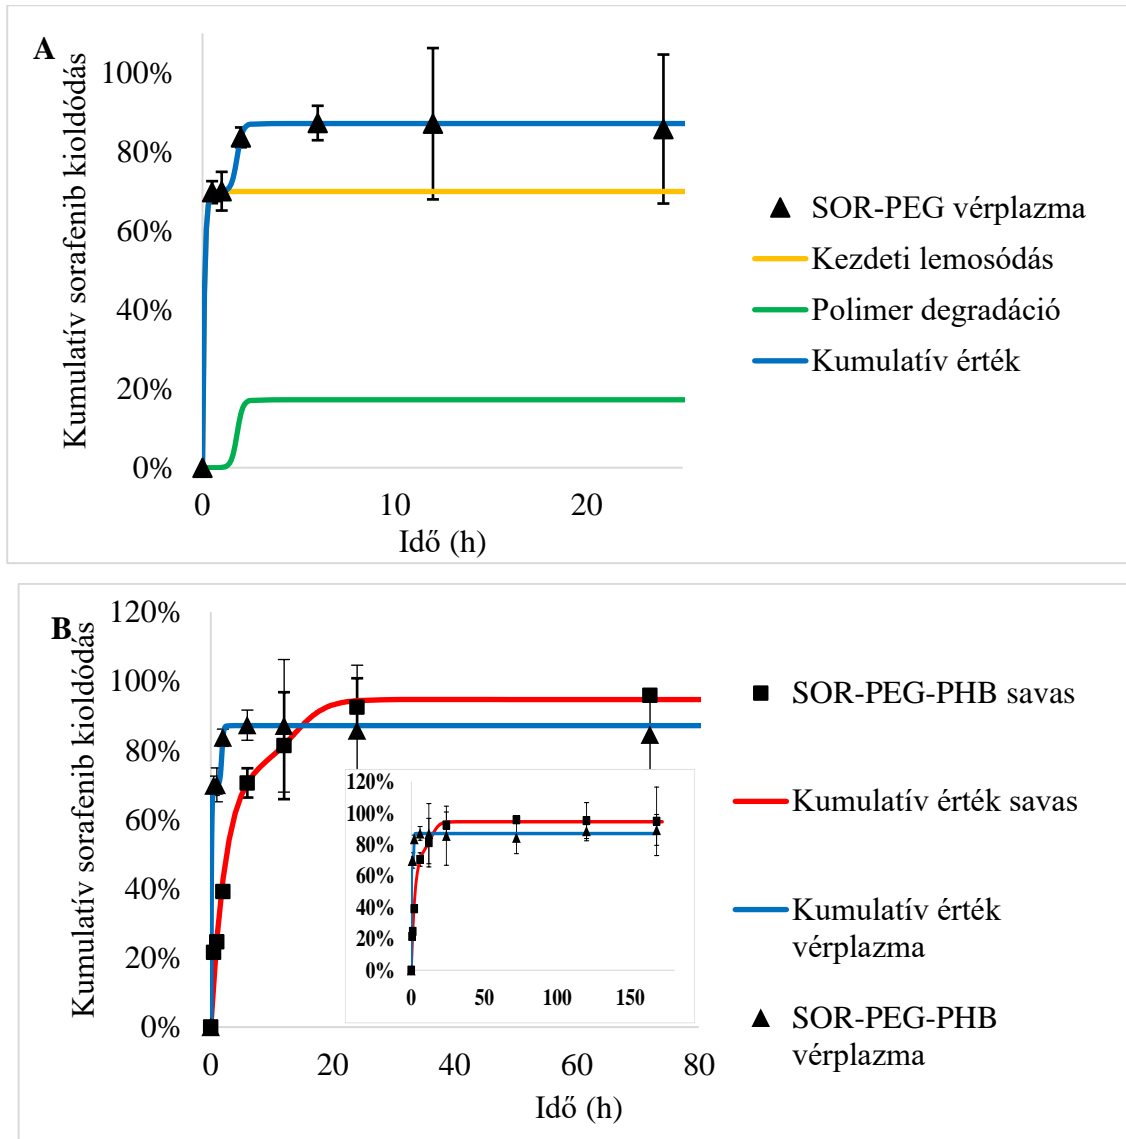 A
Kumulatív sorafenib kioldódás
100%
80%
60%
40%
20%
0%
0
10
20
Idő (h)
SOR-PEG vérplazma
Kezdeti lemosódás
Polimer degradáció
Kumulatív érték
B
Kumulatív sorafenib kioldódás
120%
100%
80%
60%
40%
20%
0%
0
20
40
60
80
Idő (h)
120%
100%
80%
60%
40%
20%
0%
0
50
100
150
SOR-PEG-PHB savas
Kumulatív érték savas
Kumulatív érték
vérplazma
SOR-PEG-PHB
vérplazma